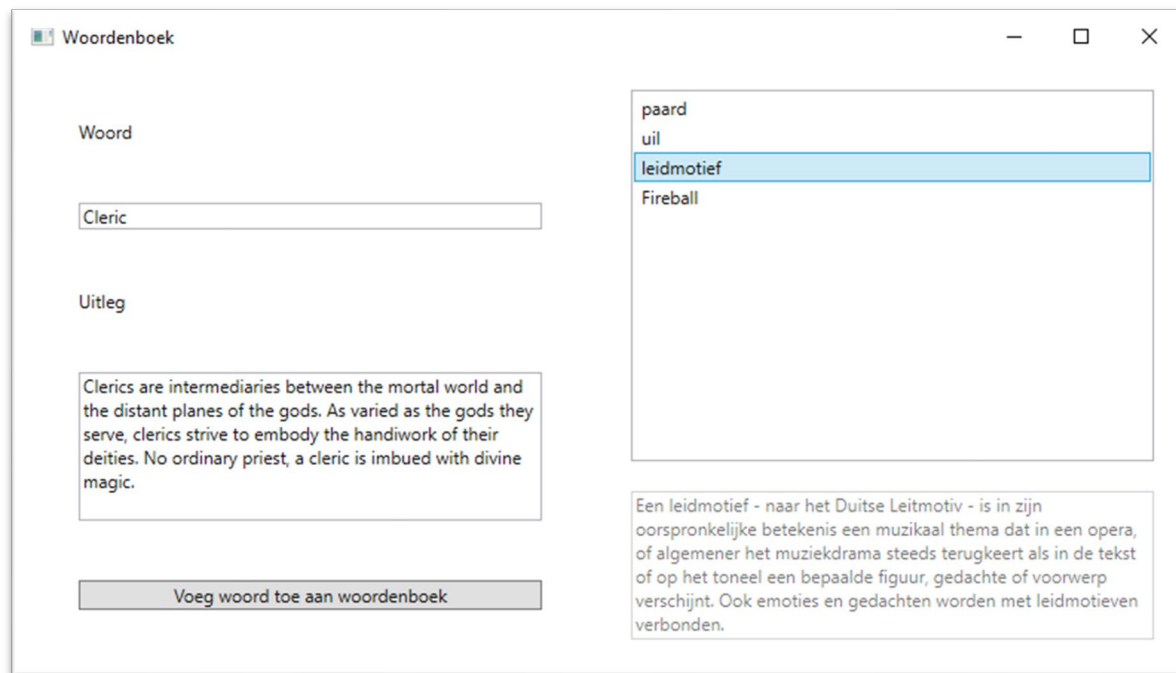 Woordenboek
Woord
Cleric
Uitleg
Clerics are intermediaries between the mortal world and
the distant planes of the gods. As varied as the gods they
serve, clerics strive to embody the handiwork of their
deities. No ordinary priest, a cleric is imbued with divine
magic.
Voeg woord toe aan woordenboek
paard
uil
leidmotief
Fireball
Een leidmotief - naar het Duitse Leitmotiv - is in zijn
oorspronkelijke betekenis een muzikaal thema dat in een opera,
of algemener het muziekdrama steeds terugkeert als in de tekst
of op het toneel een bepaalde figuur, gedachte of voorwerp
verschijnt. Ook emoties en gedachten worden met leidmotieven
verbonden.